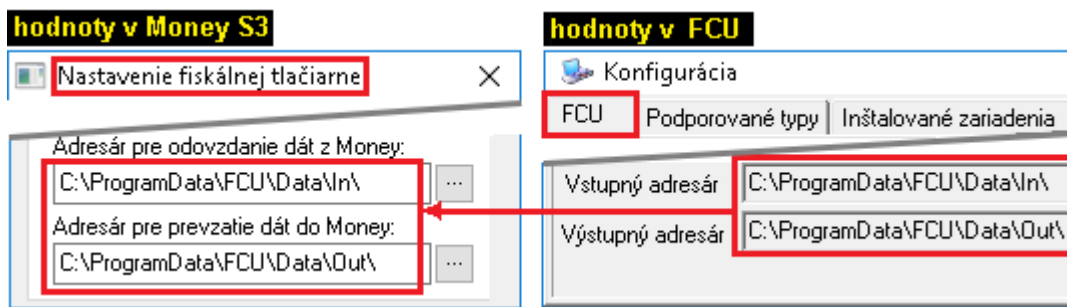 hodnoty v Money S3
Nastavenie fiskálnej tlačiarne
Adresár pre odovzdanie dát z Money:
C:\ProgramData\FCU\Data\In\
...
Adresár pre prevzatie dát do Money:
C:\ProgramData\FCU\Data\Out\
...
hodnoty v FCU
Konfigurácia
FCU
Podporované typy
Inštalované zariadenia
Vstupný adresár
C:\ProgramData\FCU\Data\In\
Výstupný adresár
C:\ProgramData\FCU\Data\Out\